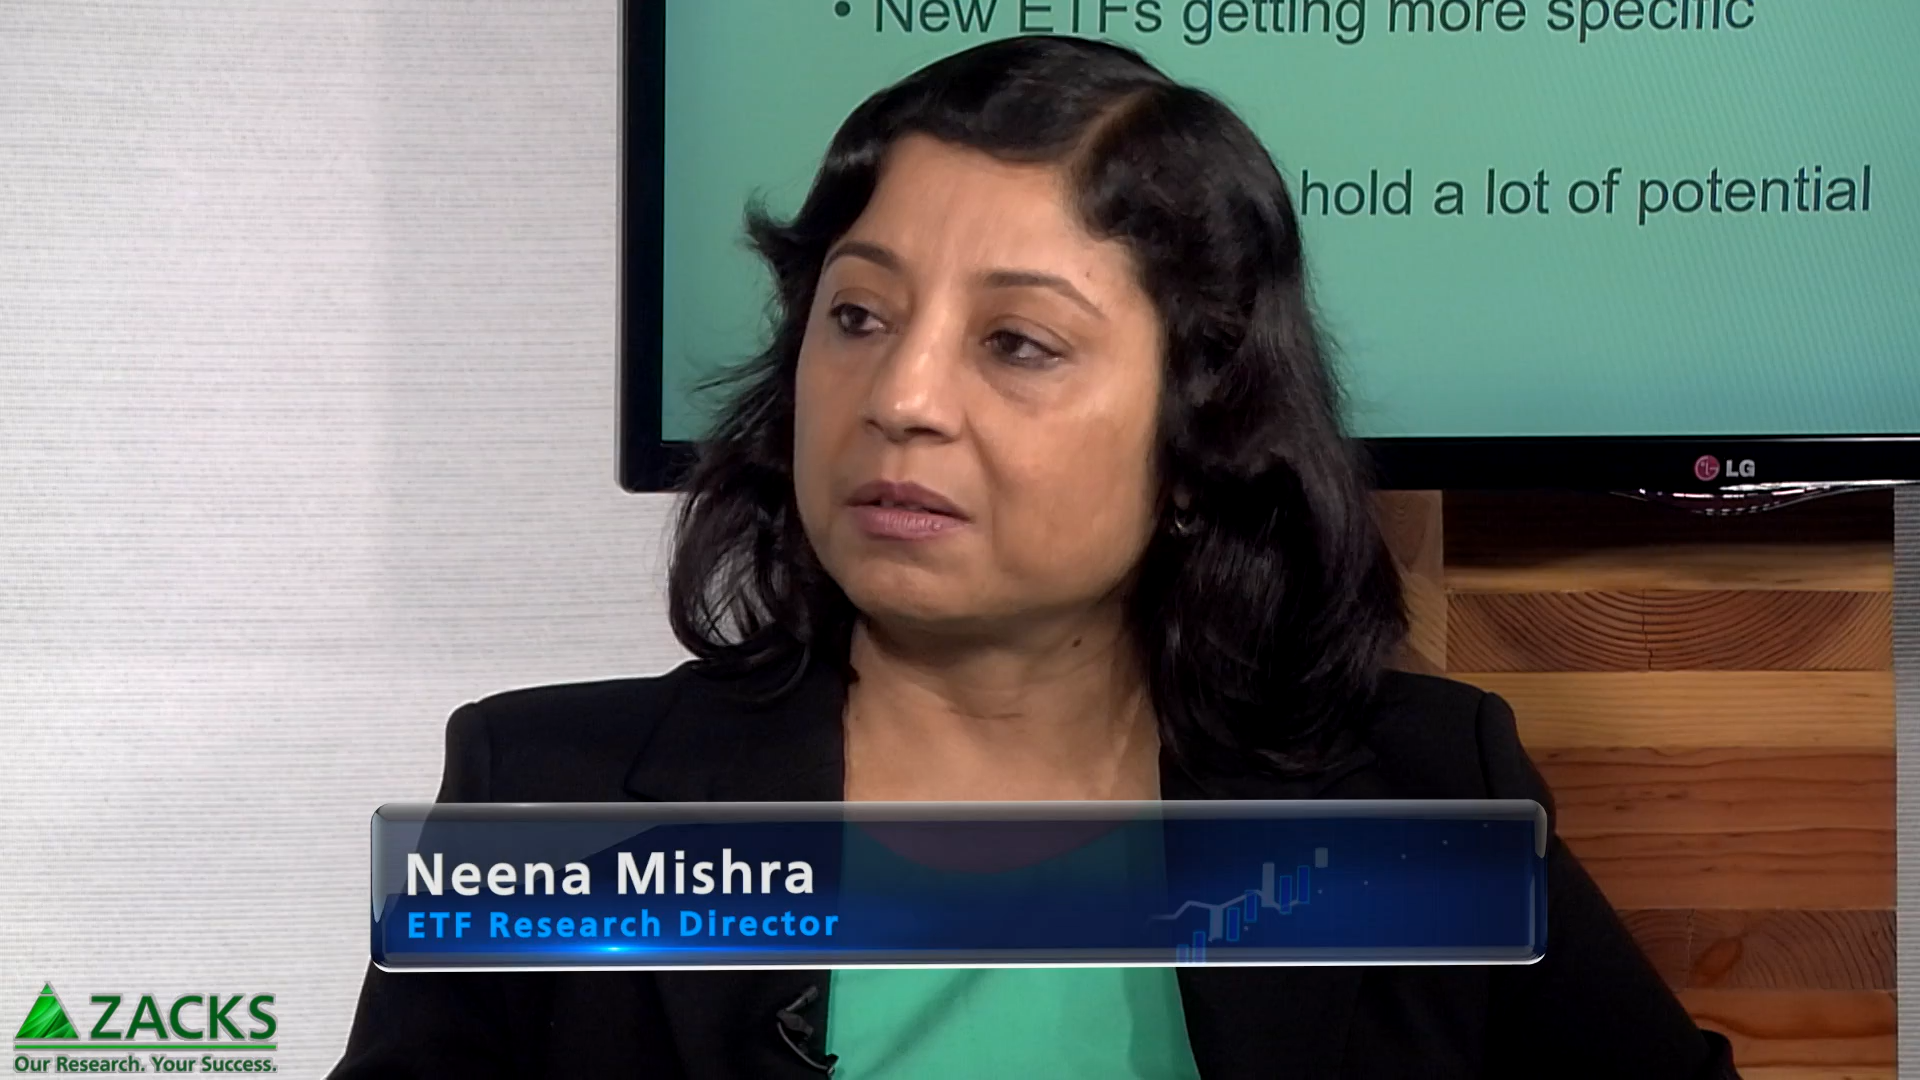 • New ETFs getting more specific
hold a lot of potential
LG
Neena Mishra
ETF Research Director
ZACKS
Our Research. Your Success.